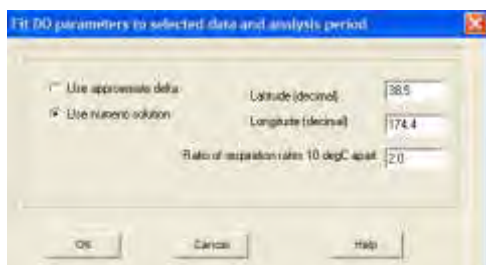 Fit DO parameters to selected data and analysis period
Use approximate delta
Use numeric solution
Latitude (decimal)
38.5
Longitude (decimal)
174.4
Ratio of respiration rates 10 degC apart
2.0
OK
Cancel
Help